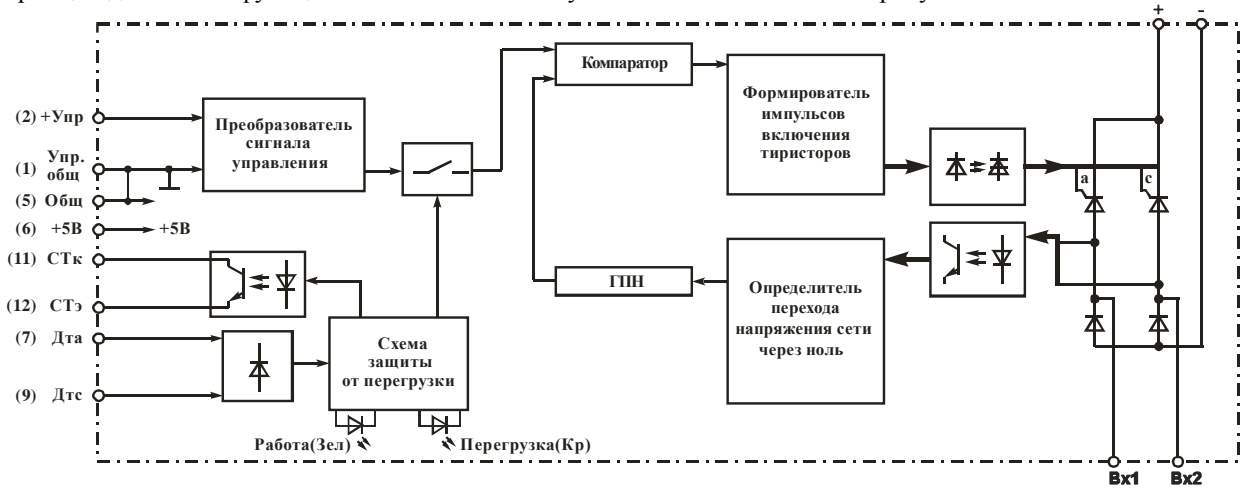 + -
Компаратор
Формирователь
импульсов
включения
тиристоров
(2) +Упр
Преобразователь
сигнала
управления
(1) Упр.
общ
(5) Общ
(6) +5В
+5В
a
c
(11) СТк
(12) СТэ
ГПН
Определитель
перехода
напряжения сети
через ноль
(7) Дта
(9) Дтс
Схема
защиты
от перегрузки
Работа(Зел)
Перегрузка(Кр)
Вх1 Вх2